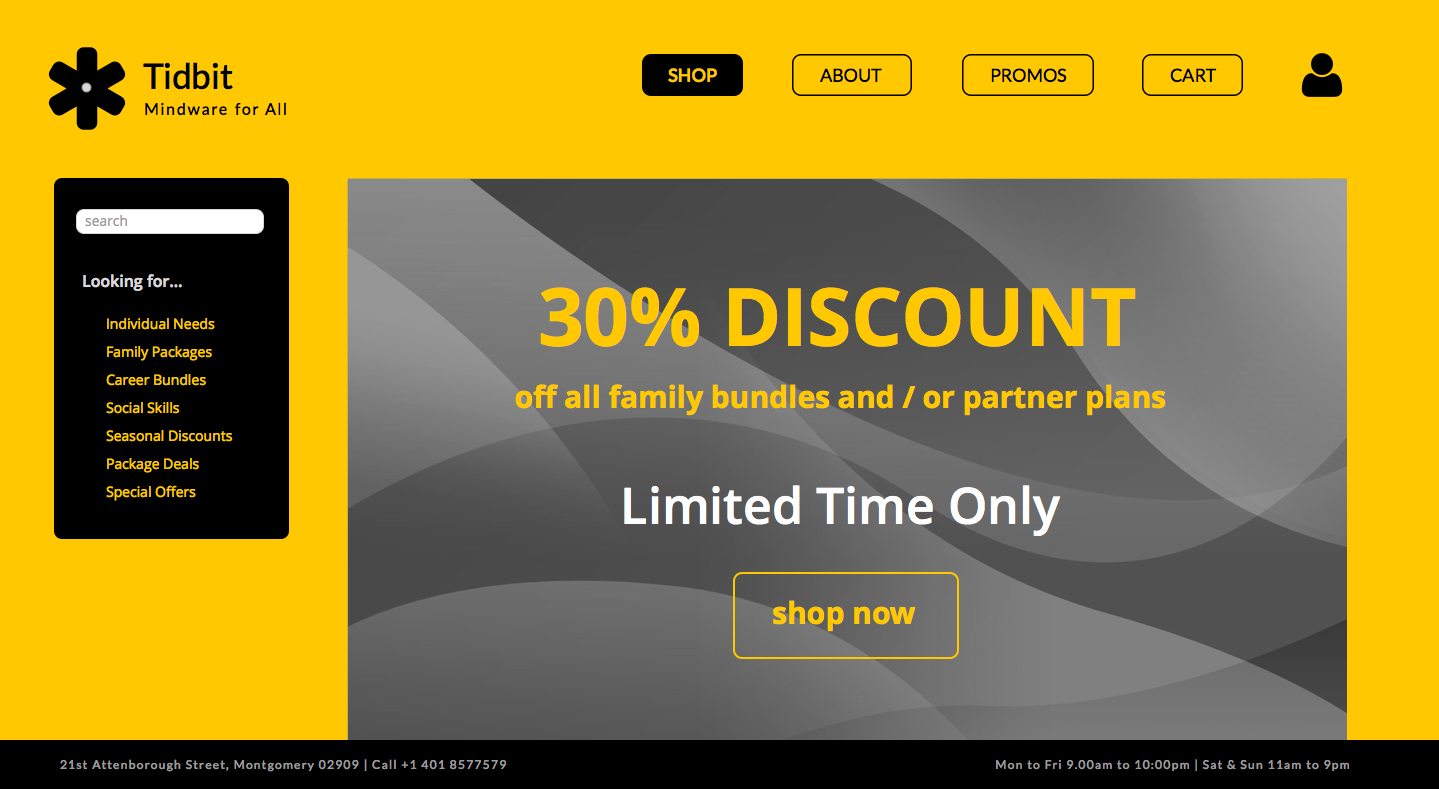 Tidbit
Mindware for All
SHOP
ABOUT
PROMOS
CART
search
Looking for...
Individual Needs
Family Packages
Career Bundles
Social Skills
Seasonal Discounts
Package Deals
Special Offers
30% DISCOUNT
off all family bundles and / or partner plans
Limited Time Only
shop now
21st Attenborough Street, Montgomery 02909 | Call +1 401 8577579
Mon to Fri 9.00am to 10:00pm | Sat & Sun 11am to 9pm